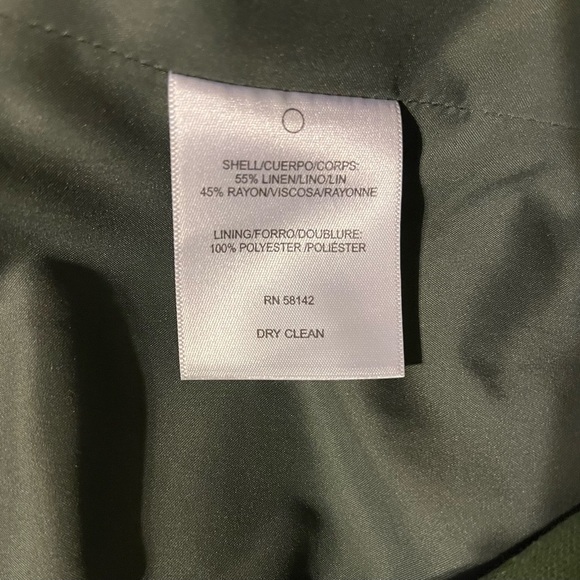 SHELL/CUERPO/CORPS:
55% LINEN/LINO/LIN
45% RAYON/VISCOSA/RAYONNE
LINING/FORRO/DOUBLURE:
100% POLYESTER /POLIÉSTER
RN 58142
DRY CLEAN